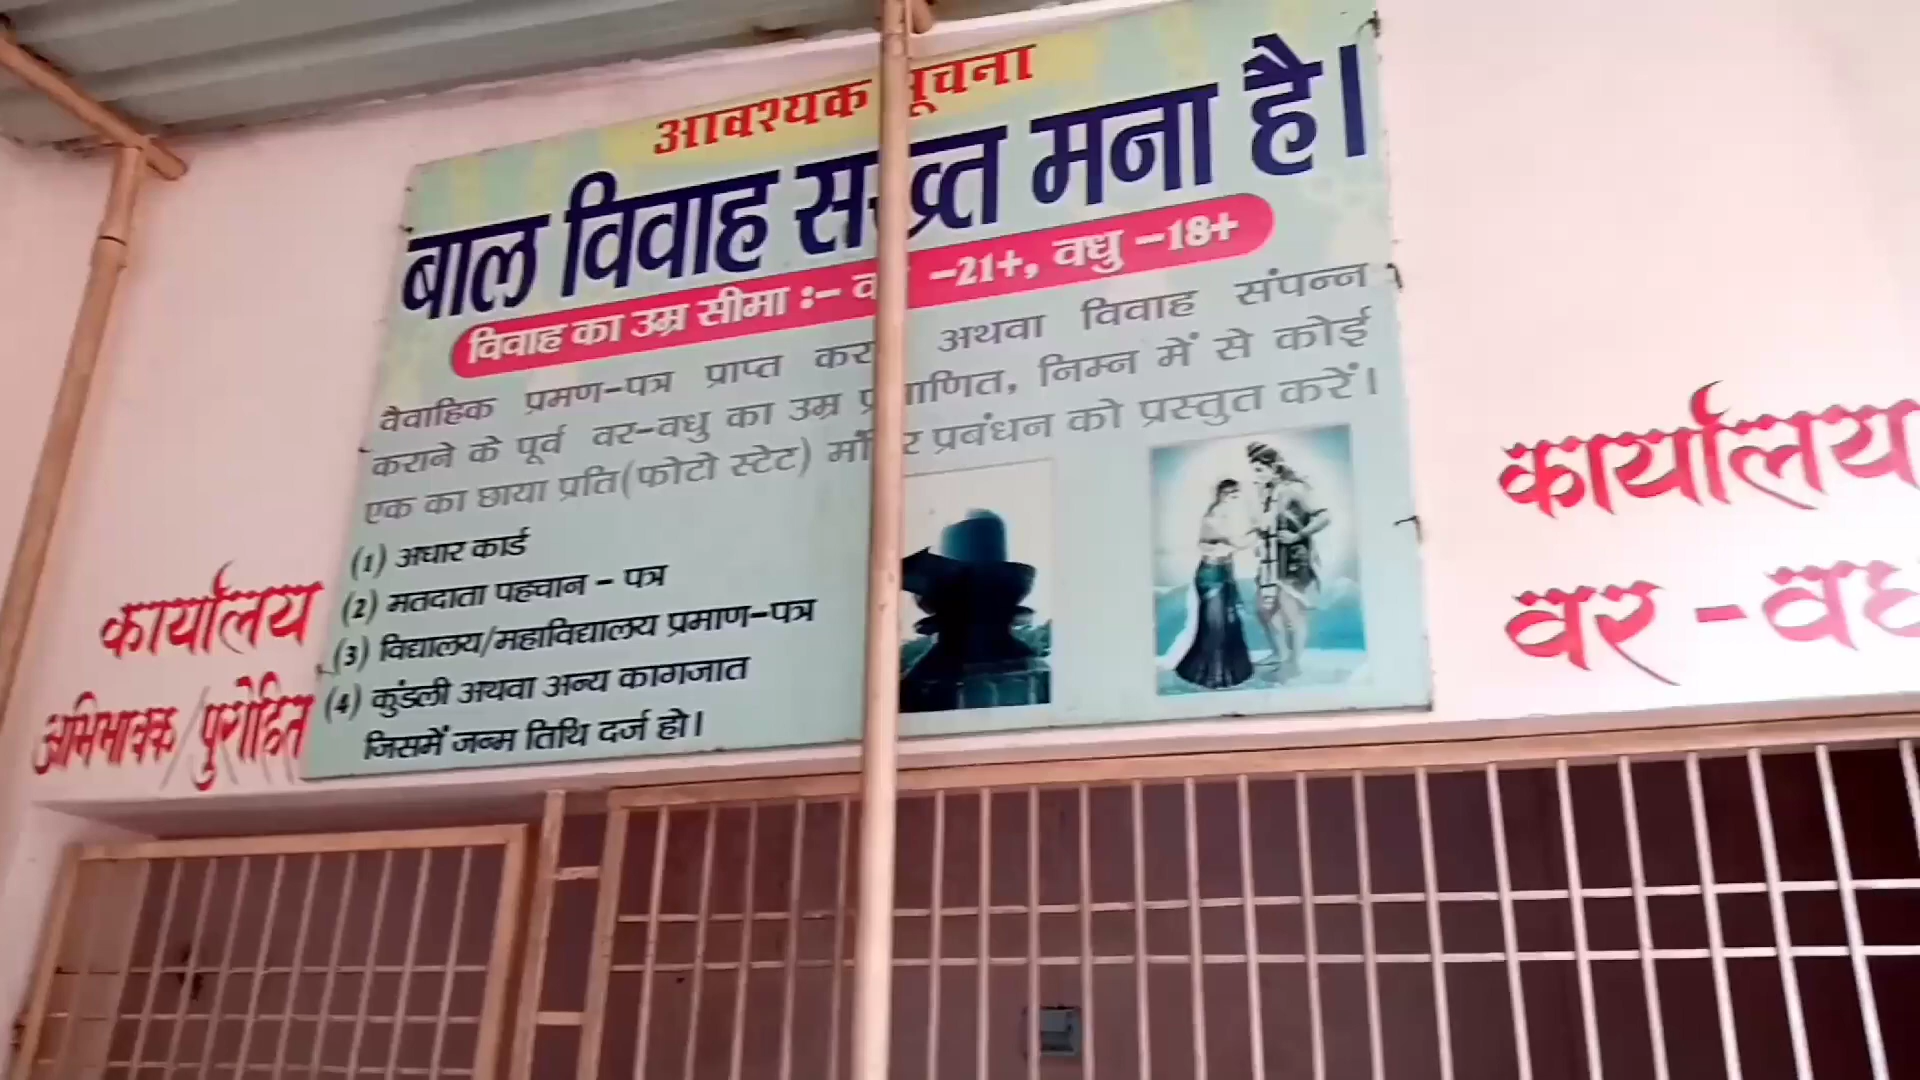 आवश्यक सूचना
बाल विवाह सख्त मना है।
विवाह का उम्र सीमा :- वर -21+, वधु -18+
वैवाहिक प्रमण-पत्र प्राप्त करने अथवा विवाह संपन्न
कराने के पूर्व वर-वधु का उम्र प्रमाणित, निम्न में से कोई
एक का छाया प्रति(फोटो स्टेट) मंदिर प्रबंधन को प्रस्तुत करें।
(1) अधार कार्ड
(2) मतदाता पहचान - पत्र
(3) विद्यालय/महाविद्यालय प्रमाण-पत्र
(4) कुंडली अथवा अन्य कागजात
जिसमें जन्म तिथि दर्ज हो।
कार्यालय
अभिभावक/पुरोहित
कार्यालय
वर -